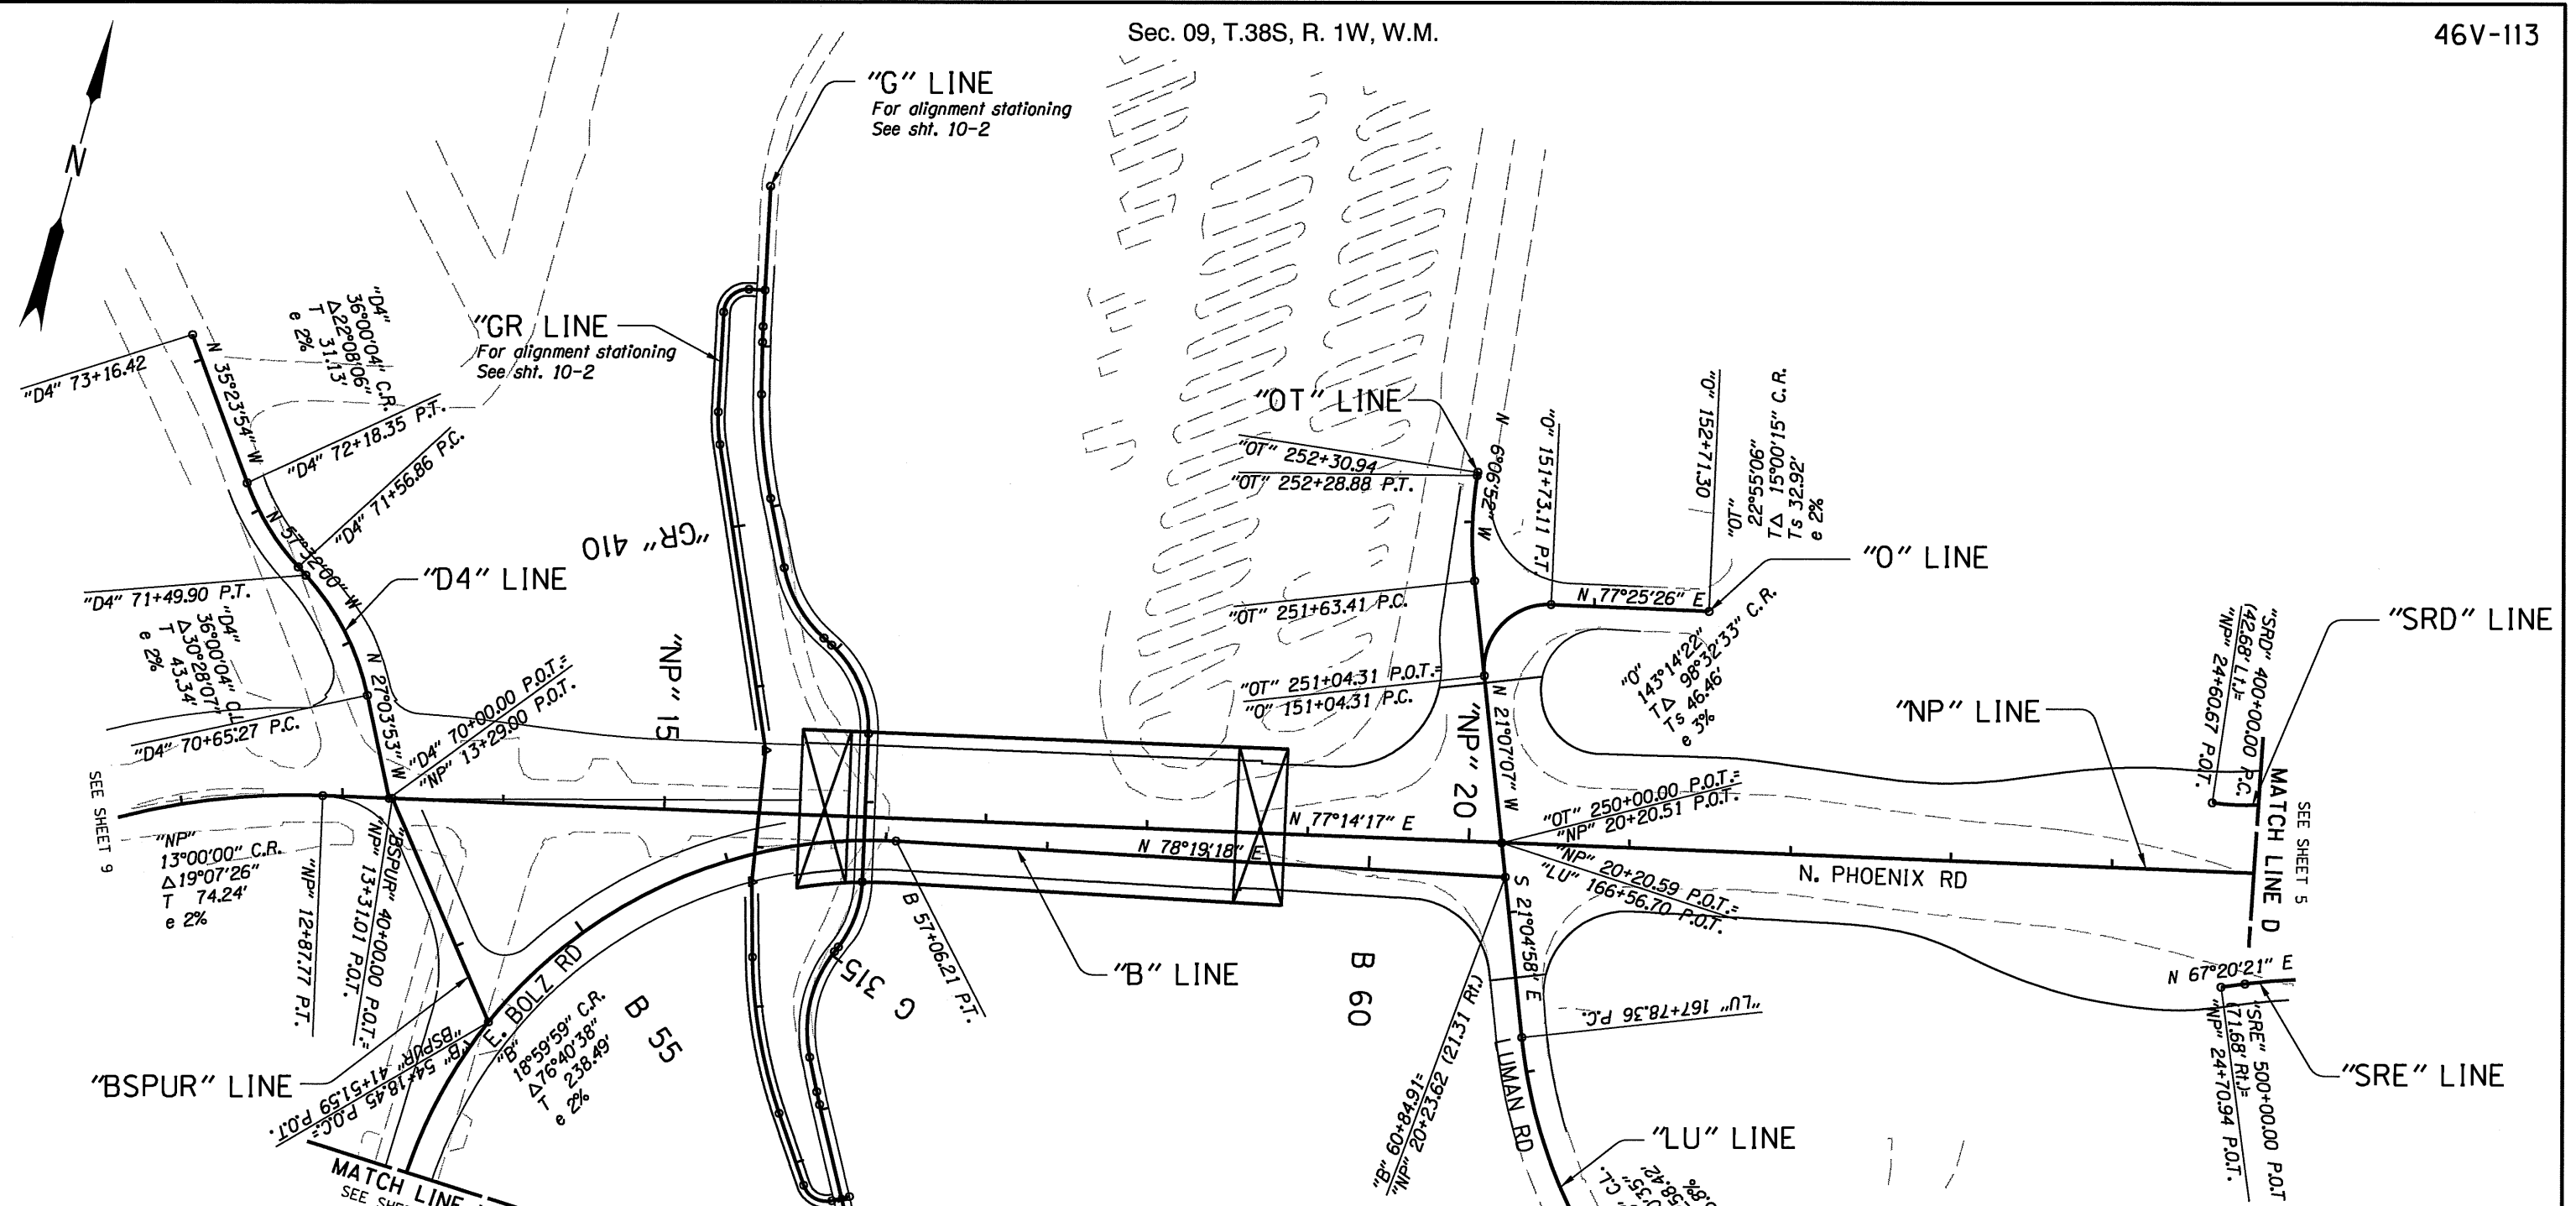 Sec. 09, T.38S, R. 1W, W.M.
46V-113
N
"G" LINE
For alignment stationing
See sht. 10-2
"GR LINE
For alignment stationing
See sht. 10-2
"D4" 73+16.42
N 35°23'54" W
"D4"
36°00'04" C.R.
Δ22°08'06"
T 31.13'
e 2%
"D4" 72+18.35 P.T.
"D4" 71+56.86 P.C.
N 57°32'00" W
"D4" LINE
"D4" 71+49.90 P.T.
"D4"
36°00'04" C.L.
Δ30°28'07"
T 43.34'
e 2%
"D4" 70+65.27 P.C.
N 27°03'53" W
"D4" 70+00.00 P.O.T.=
"NP" 13+29.00 P.O.T.
"GR" 410
"NP" 15
"OT" LINE
"OT" 252+30.94
"OT" 252+28.88 P.T.
N 6°06'52" W
"O" 151+73.11 P.T.
"O" 152+71.30
"OT"
22°55'06"
TΔ 15°00'15" C.R.
Ts 32.92'
e 2%
"O" LINE
N 77°25'26" E
"OT" 251+63.41 P.C.
"OT" 251+04.31 P.O.T.=
"O" 151+04.31 P.C.
"O"
143°14'22"
TΔ 98°32'33" C.R.
Ts 46.46'
e 3%
N 21°07'07" W
"NP" 20
"SRD" LINE
"SRD" 400+00.00 P.C.
(42.68' Lt.)=
"NP" 24+60.67 P.O.T.
"NP" LINE
SEE SHEET 9
"NP
13°00'00" C.R.
Δ19°07'26"
T 74.24'
e 2%
"NP" 12+87.77 P.T.
"BSPUR" 40+00.00 P.O.T.=
"NP" 13+31.01 P.O.T.
N 77°14'17" E
N 78°19'18" E
"OT" 250+00.00 P.O.T.=
"NP" 20+20.51 P.O.T.
"NP" 20+20.59 P.O.T.=
"LU" 166+56.70 P.O.T.
N. PHOENIX RD
MATCH LINE D
SEE SHEET 5
B 57+06.21 P.T.
"B" LINE
G 315
B 60
S 21°04'58" E
N 67°20'21" E
"SRE" 500+00.00 P.O.T
(71.68' Rt.)=
"NP" 24+70.94 P.O.T.
"SRE" LINE
"LU" 167+78.36 P.C.
"B" 60+84.91=
"NP" 20+23.62 (21.31 Rt.)
LUMAN RD
"LU" LINE
E. BOLZ RD
B 55
"B"
18°59'59" C.R.
Δ76°40'38"
T 238.49'
e 2%
"BSPUR" LINE
"B" 54+18.45 P.O.C.=
"BSPUR" 41+51.59 P.O.T.
MATCH LINE